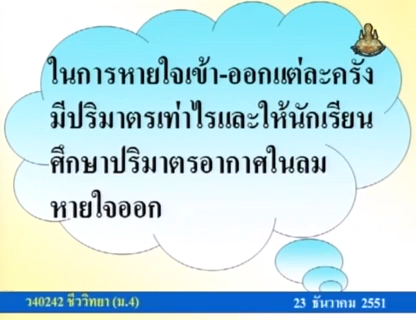 ในการหายใจเข้า-ออกแต่ละครั้ง
มีปริมาตรเท่าไรและให้นักเรียน
ศึกษาปริมาตรอากาศในลม
หายใจออก
ว40242 ชีววิทยา (ม.4)
23 ธันวาคม 2551